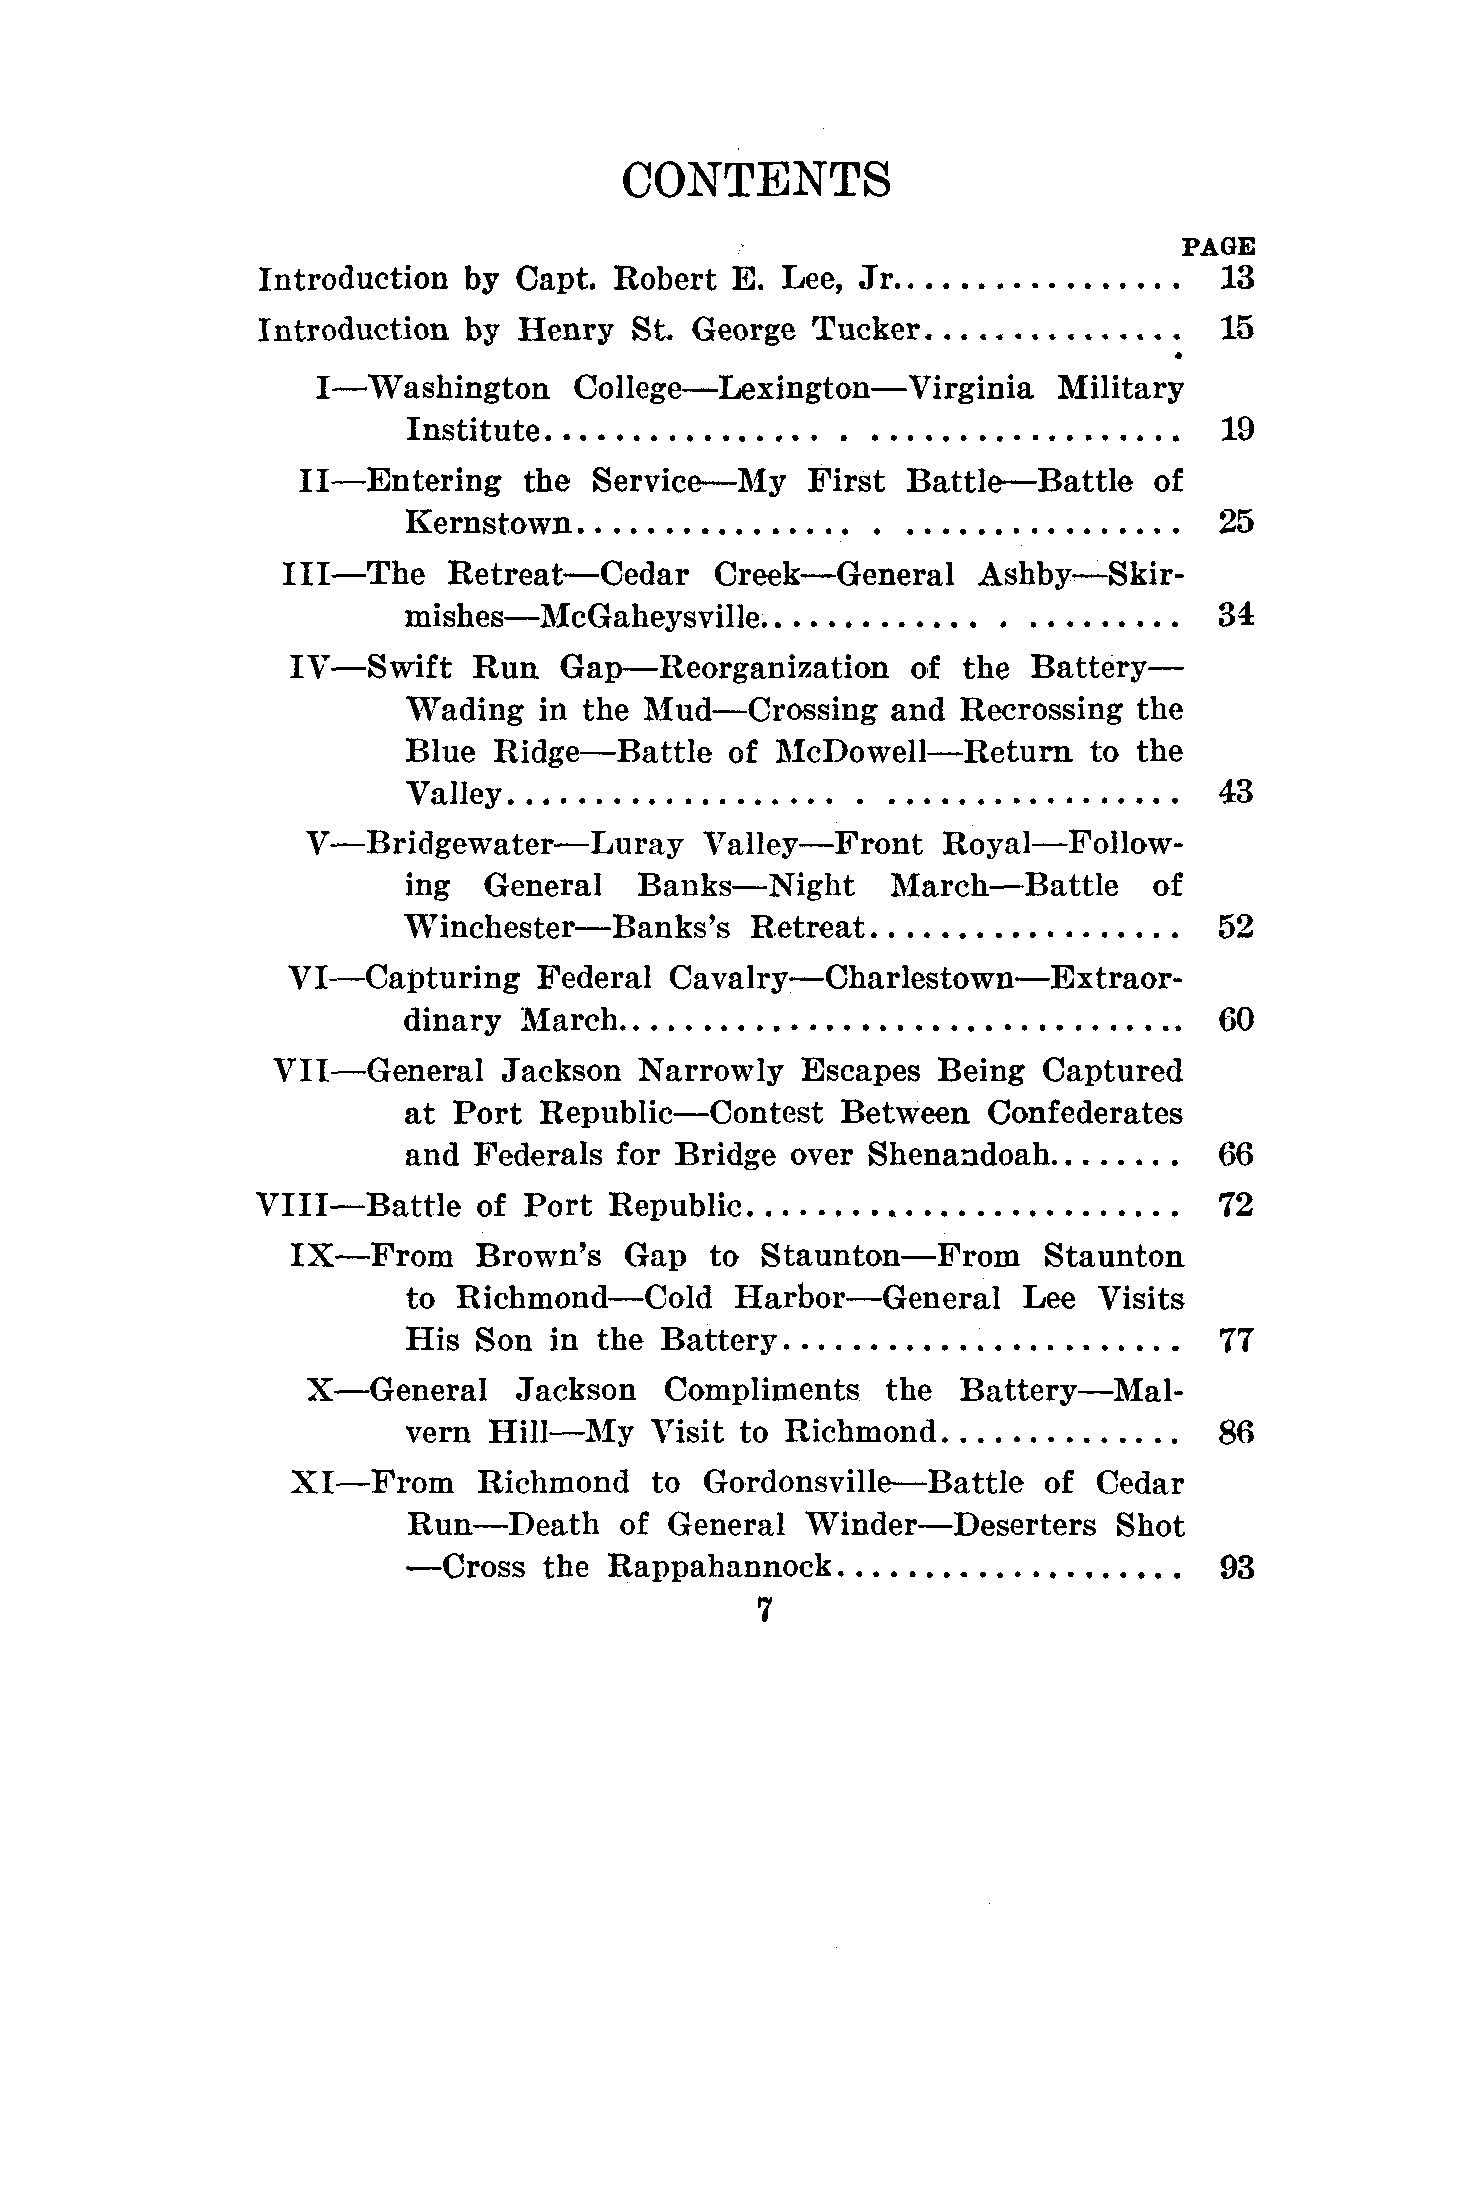 CONTENTS
PAGE
Introduction by Capt. Robert E. Lee, Jr................. 13
Introduction by Henry St. George Tucker............... 15
I—Washington College—Lexington—Virginia Military
Institute................ . .................. 19
II—Entering the Service—My First Battle—Battle of
Kernstown................ . ................ 25
III—The Retreat—Cedar Creek—General Ashby—Skir-
mishes—McGaheysville............. . ......... 34
IV—Swift Run Gap—Reorganization of the Battery—
Wading in the Mud—Crossing and Recrossing the
Blue Ridge—Battle of McDowell—Return to the
Valley................... . ................. 43
V—Bridgewater—Luray Valley—Front Royal—Follow-
ing General Banks—Night March—Battle of
Winchester—Banks's Retreat.................. 52
VI—Capturing Federal Cavalry—Charlestown—Extraor-
dinary March................................ 60
VII—General Jackson Narrowly Escapes Being Captured
at Port Republic—Contest Between Confederates
and Federals for Bridge over Shenandoah........ 66
VIII—Battle of Port Republic......................... 72
IX—From Brown's Gap to Staunton—From Staunton
to Richmond—Cold Harbor—General Lee Visits
His Son in the Battery....................... 77
X—General Jackson Compliments the Battery—Mal-
vern Hill—My Visit to Richmond.............. 86
XI—From Richmond to Gordonsville—Battle of Cedar
Run—Death of General Winder—Deserters Shot
—Cross the Rappahannock.................... 93
7